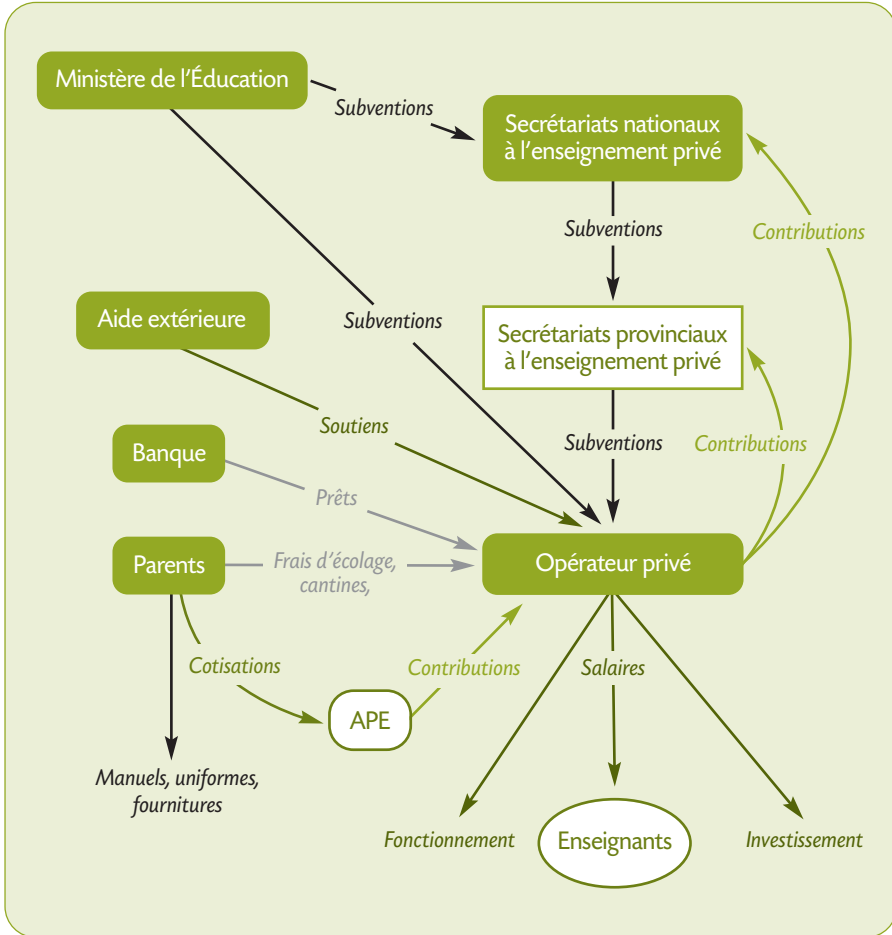 Ministère de l'Éducation
Subventions
Secrétariats nationaux
à l'enseignement privé
Subventions
Contributions
Aide extérieure
Subventions
Secrétariats provinciaux
à l'enseignement privé
Soutiens
Subventions
Contributions
Banque
Prêts
Parents
Frais d'écolage,
cantines,
Opérateur privé
Cotisations
Contributions
Salaires
APE
Manuels, uniformes,
fournitures
Fonctionnement
Enseignants
Investissement